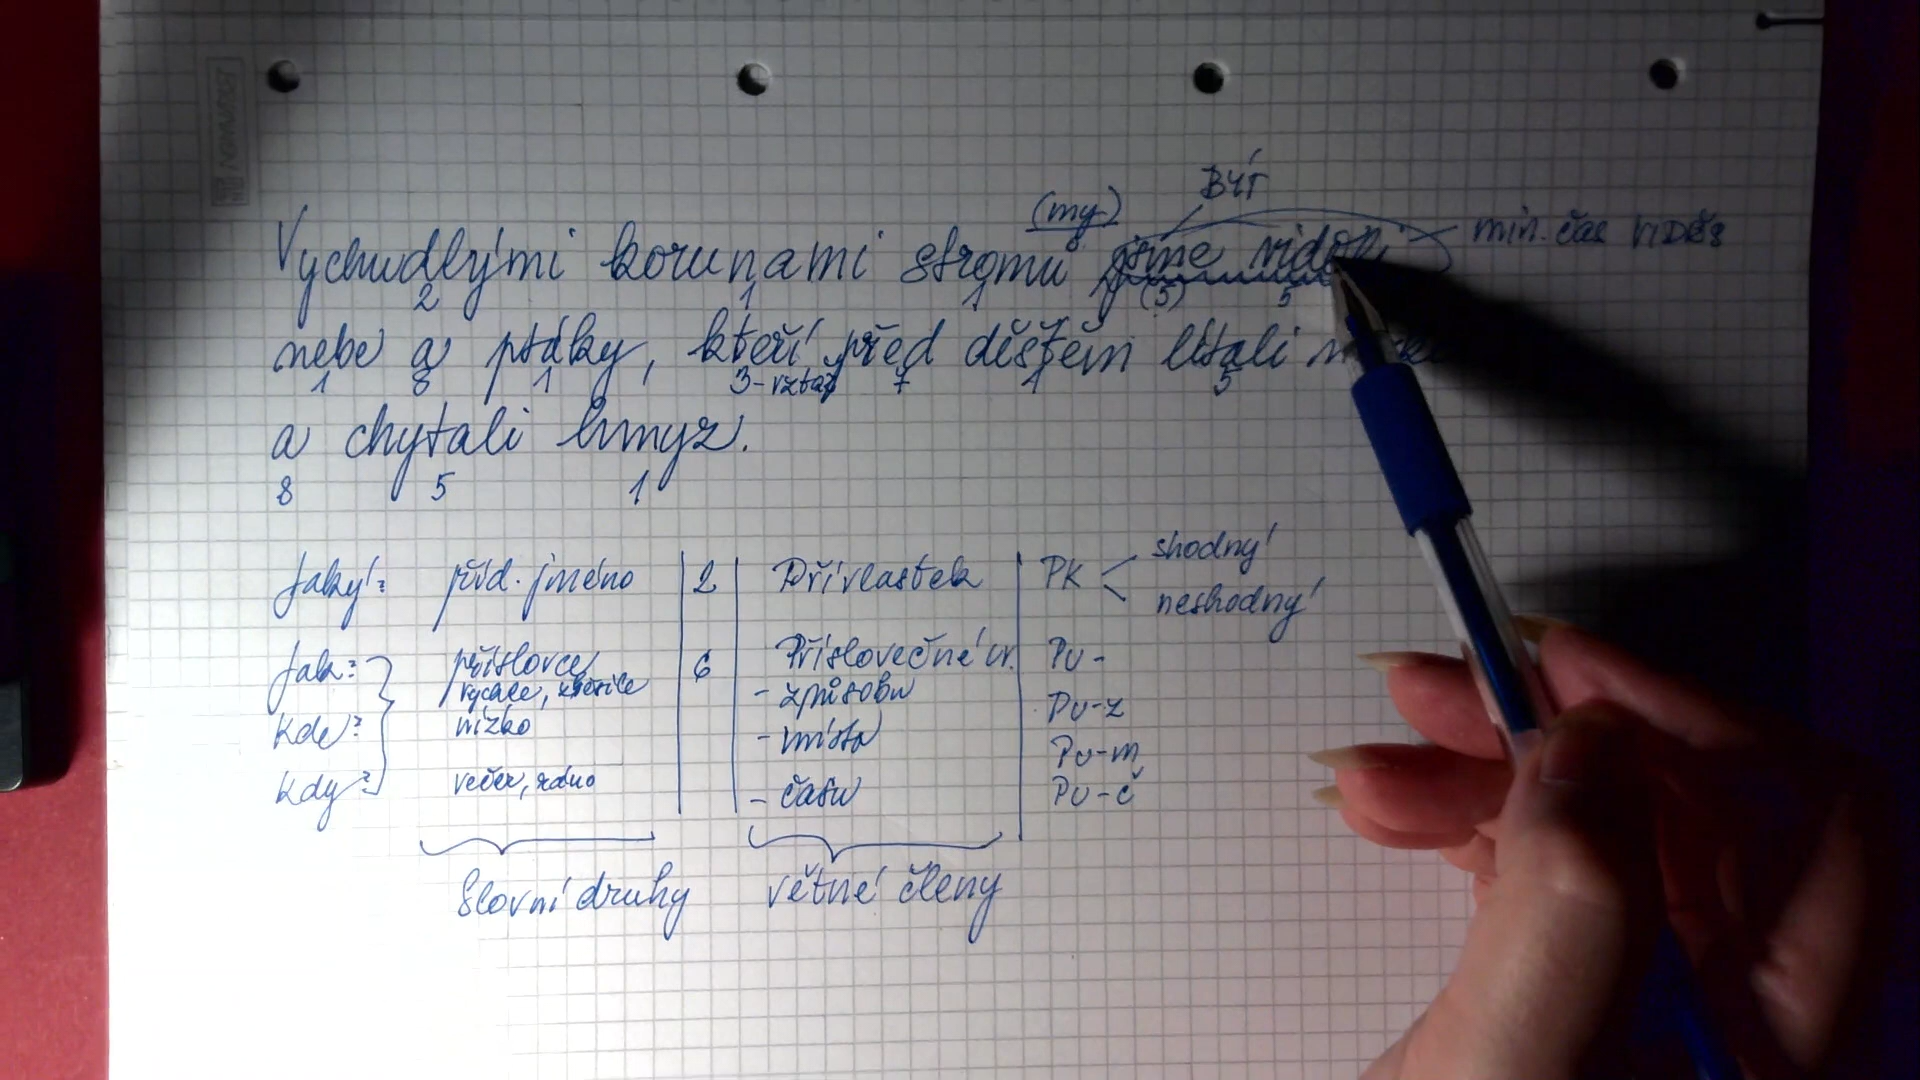 BÝT
(my)
min. čas VIDĚT
Vychudlými korunami stromů jsme viděli
2 1 1 (5) 5
nebe a ptáky, kteří před deštěm lítali
1 8 1 3-vztaž 7 1 5
a chytali hmyz.
8 5 1
Jaký? příd. jméno 2 Přívlastek PK shodný
neshodný
Jak? příslovce 6 Příslovečné ur. PU -
rychle, - způsobu PU-z
Kde? nízko - místa PU-m
Kdy? večer, ráno - času PU-č
Slovní druhy větné členy